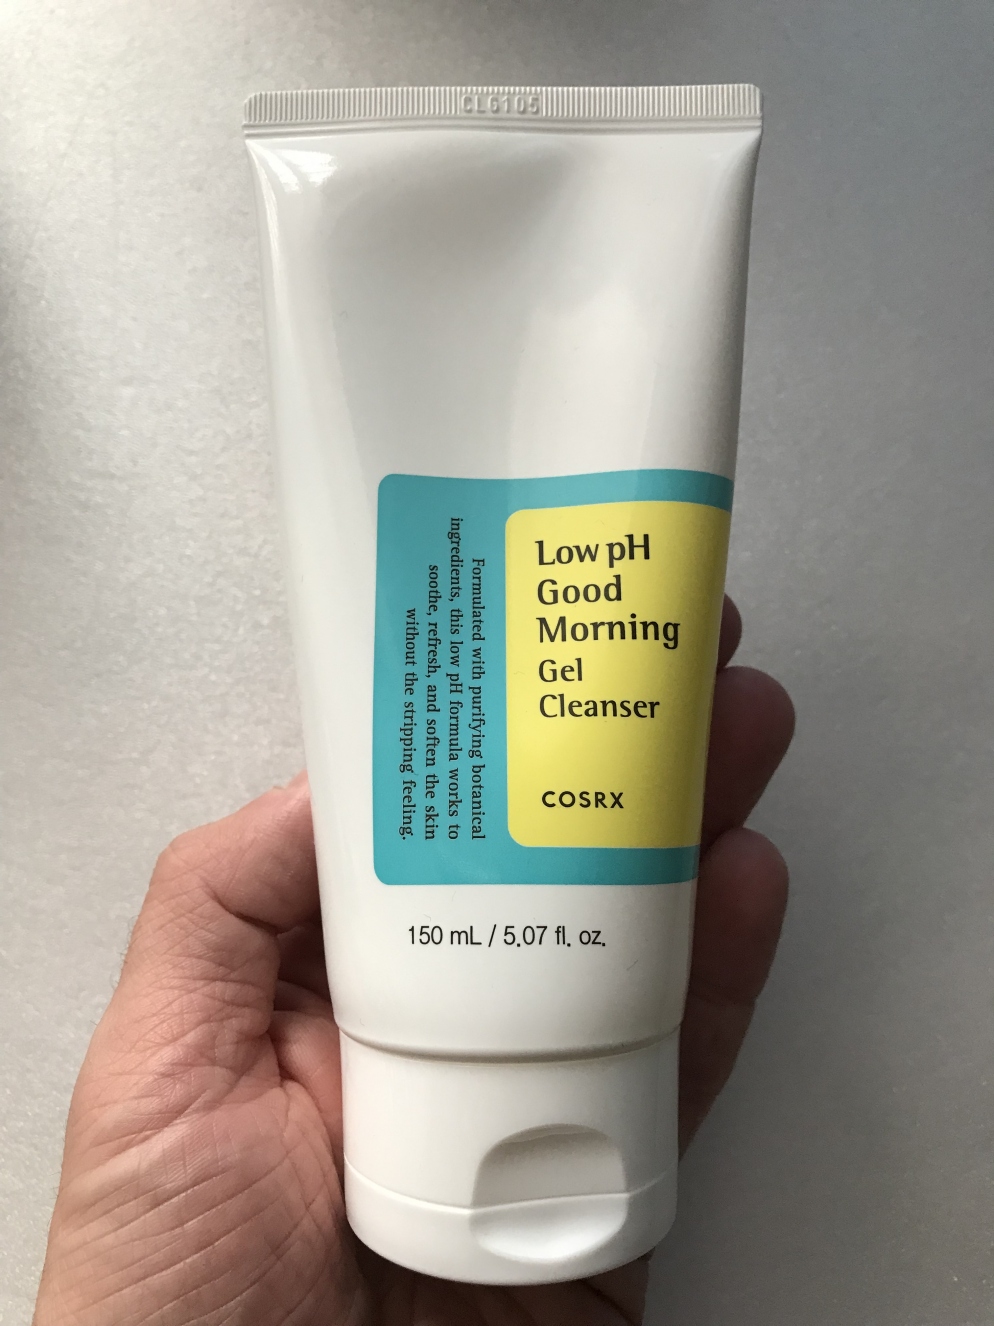 CL6105
Low pH
Good
Morning
Gel
Cleanser
COSRX
Formulated with purifying botanical
ingredients, this low pH formula works to
soothe, refresh, and soften the skin
without the stripping feeling.
150 mL / 5.07 fl. oz.